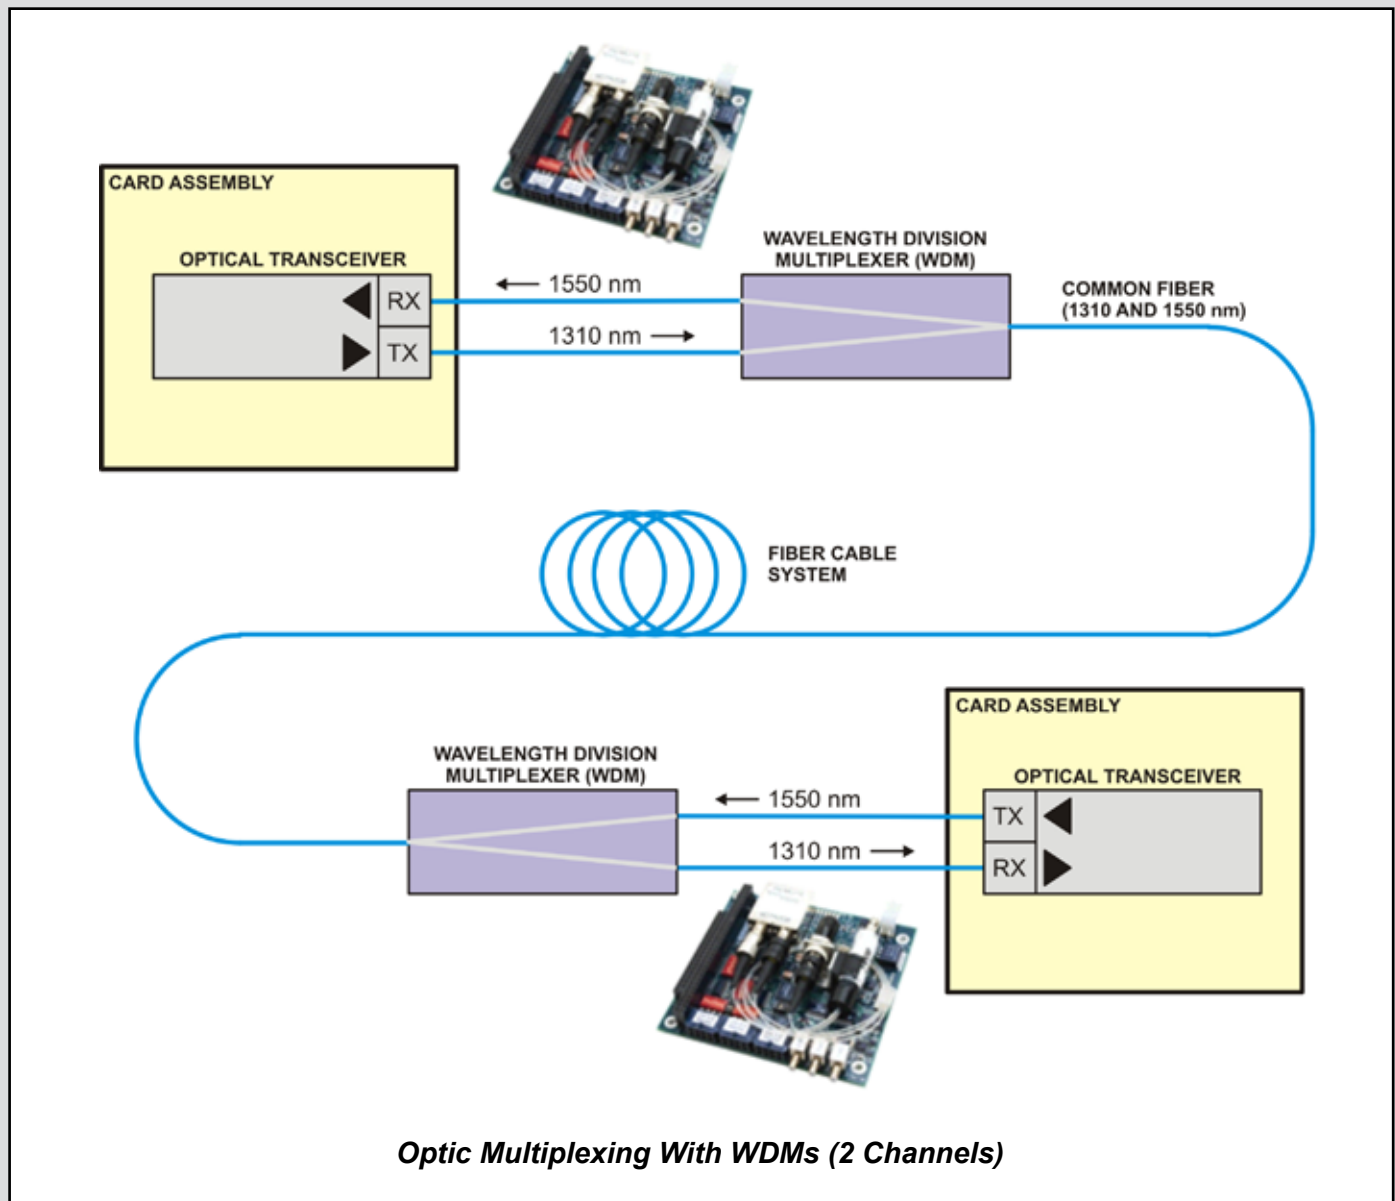 CARD ASSEMBLY
OPTICAL TRANSCEIVER
RX
TX
← 1550 nm
1310 nm →
WAVELENGTH DIVISION
MULTIPLEXER (WDM)
COMMON FIBER
(1310 AND 1550 nm)
FIBER CABLE
SYSTEM
WAVELENGTH DIVISION
MULTIPLEXER (WDM)
← 1550 nm
1310 nm →
CARD ASSEMBLY
OPTICAL TRANSCEIVER
TX
RX
Optic Multiplexing With WDMs (2 Channels)